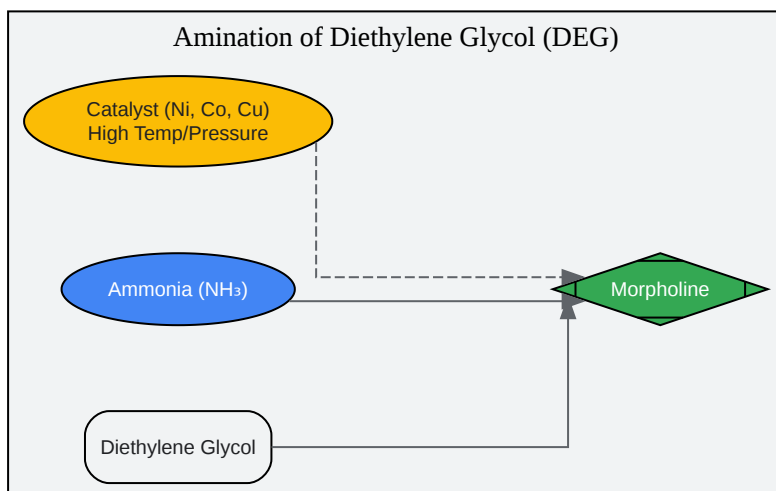 Amination of Diethylene Glycol (DEG)
Catalyst (Ni, Co, Cu)
High Temp/Pressure
Ammonia (NH₃)
Morpholine
Diethylene Glycol